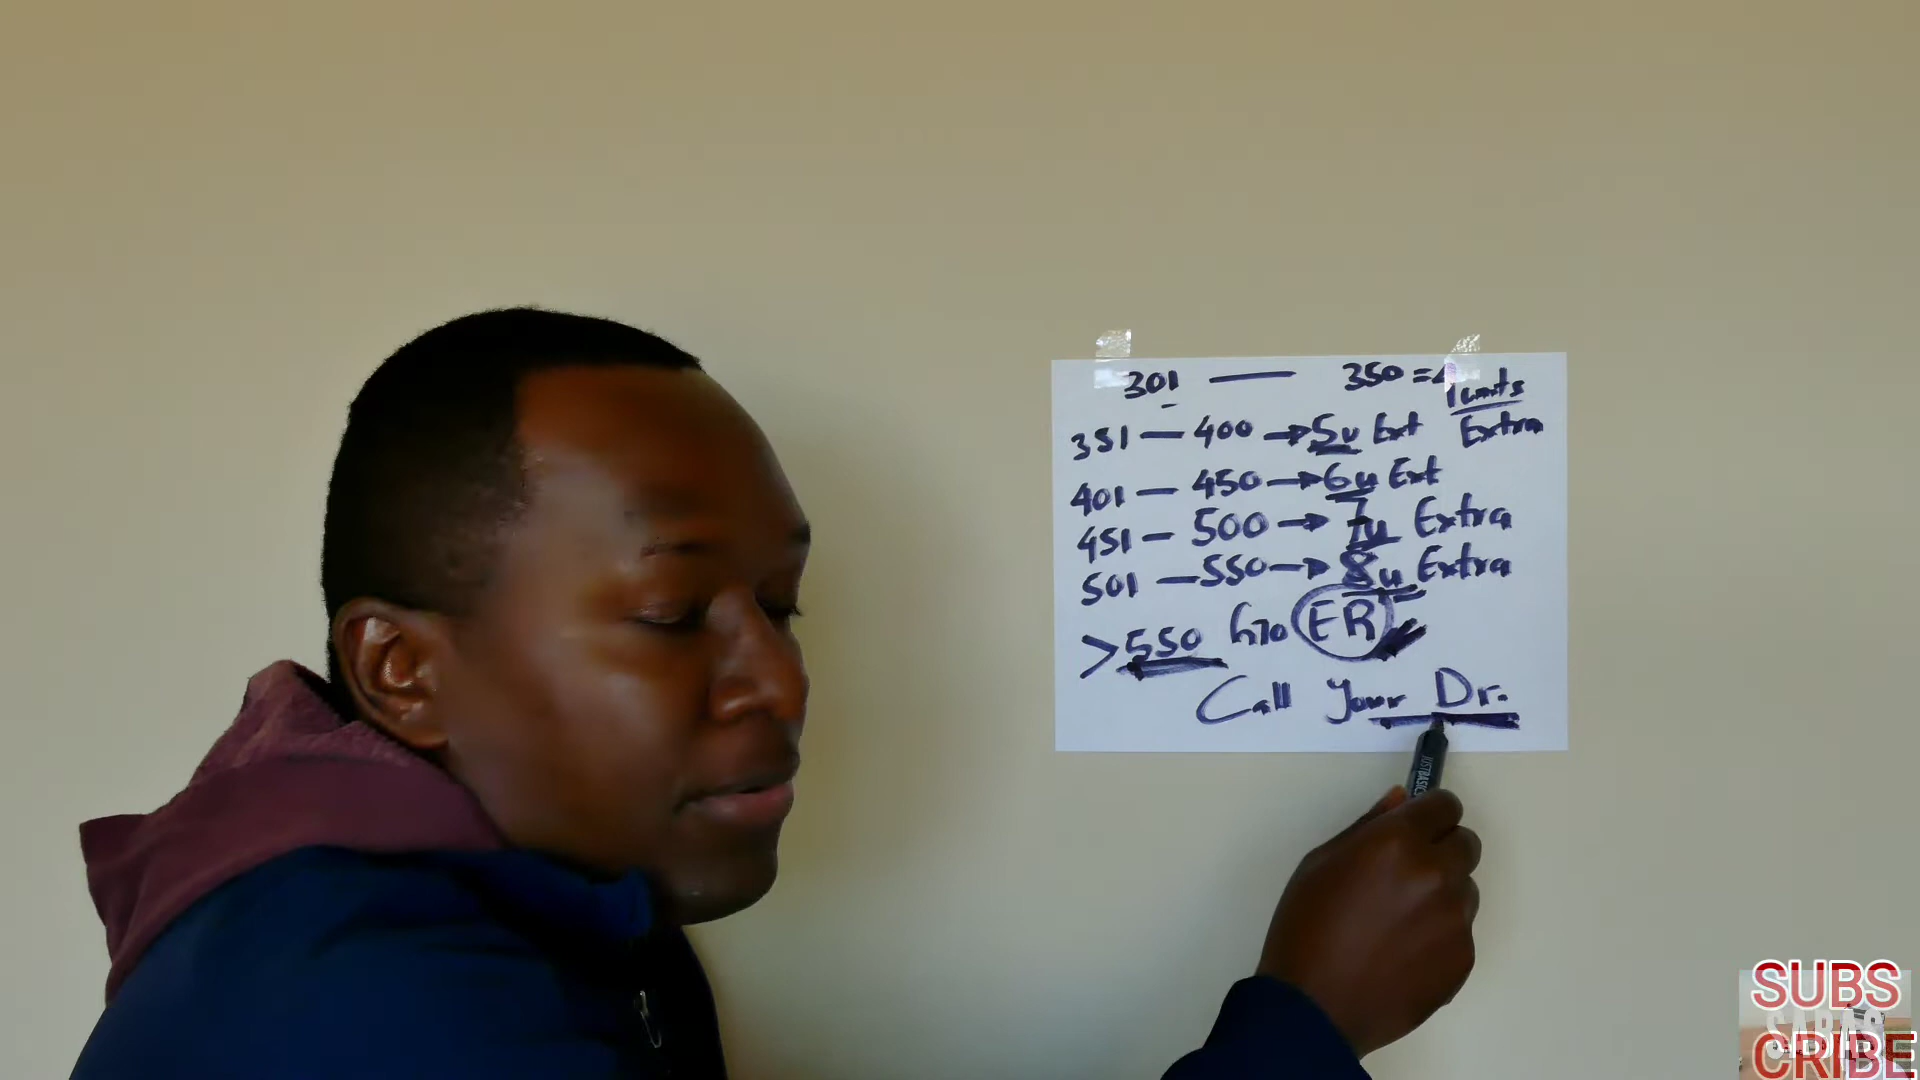 301 — 350 = 4 units
Extra
351 — 400 → 5u Ext
401 — 450 → 6u Ext
451 — 500 → 7u Extra
501 — 550 → 8u Extra
> 550 ER
Call Your Dr.
SUBS
CRIBE